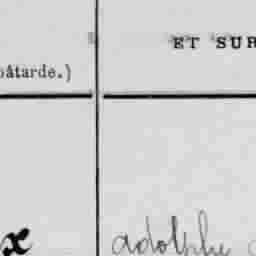 ET SUR
bâtarde.)
x adolphe